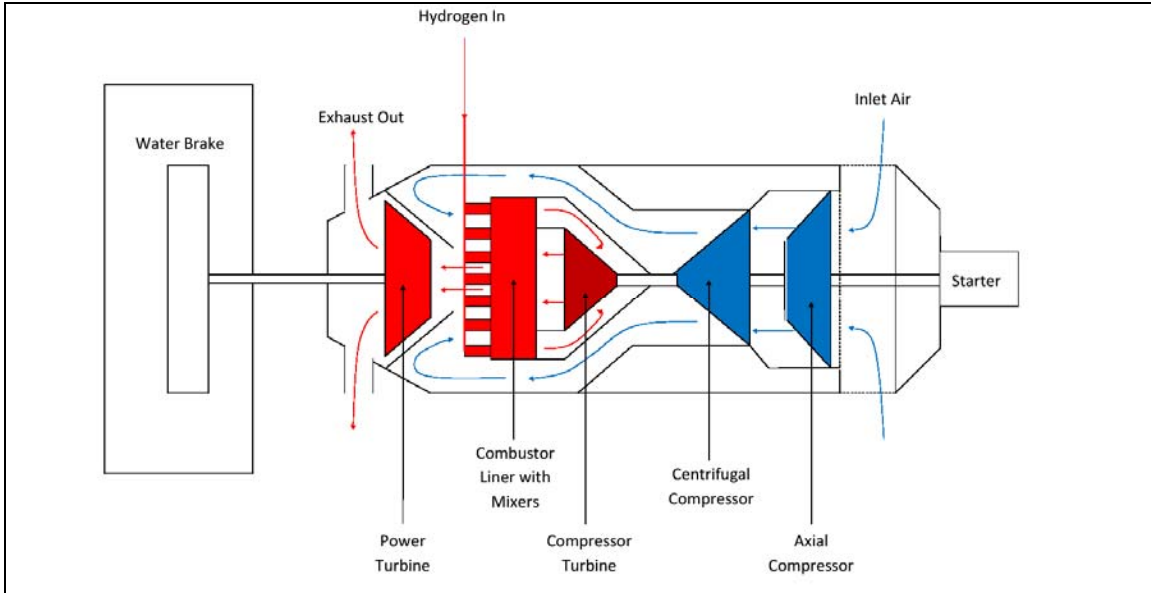 Hydrogen In
Exhaust Out
Inlet Air
Water Brake
Starter
Combustor
Liner with
Mixers
Centrifugal
Compressor
Power
Turbine
Compressor
Turbine
Axial
Compressor